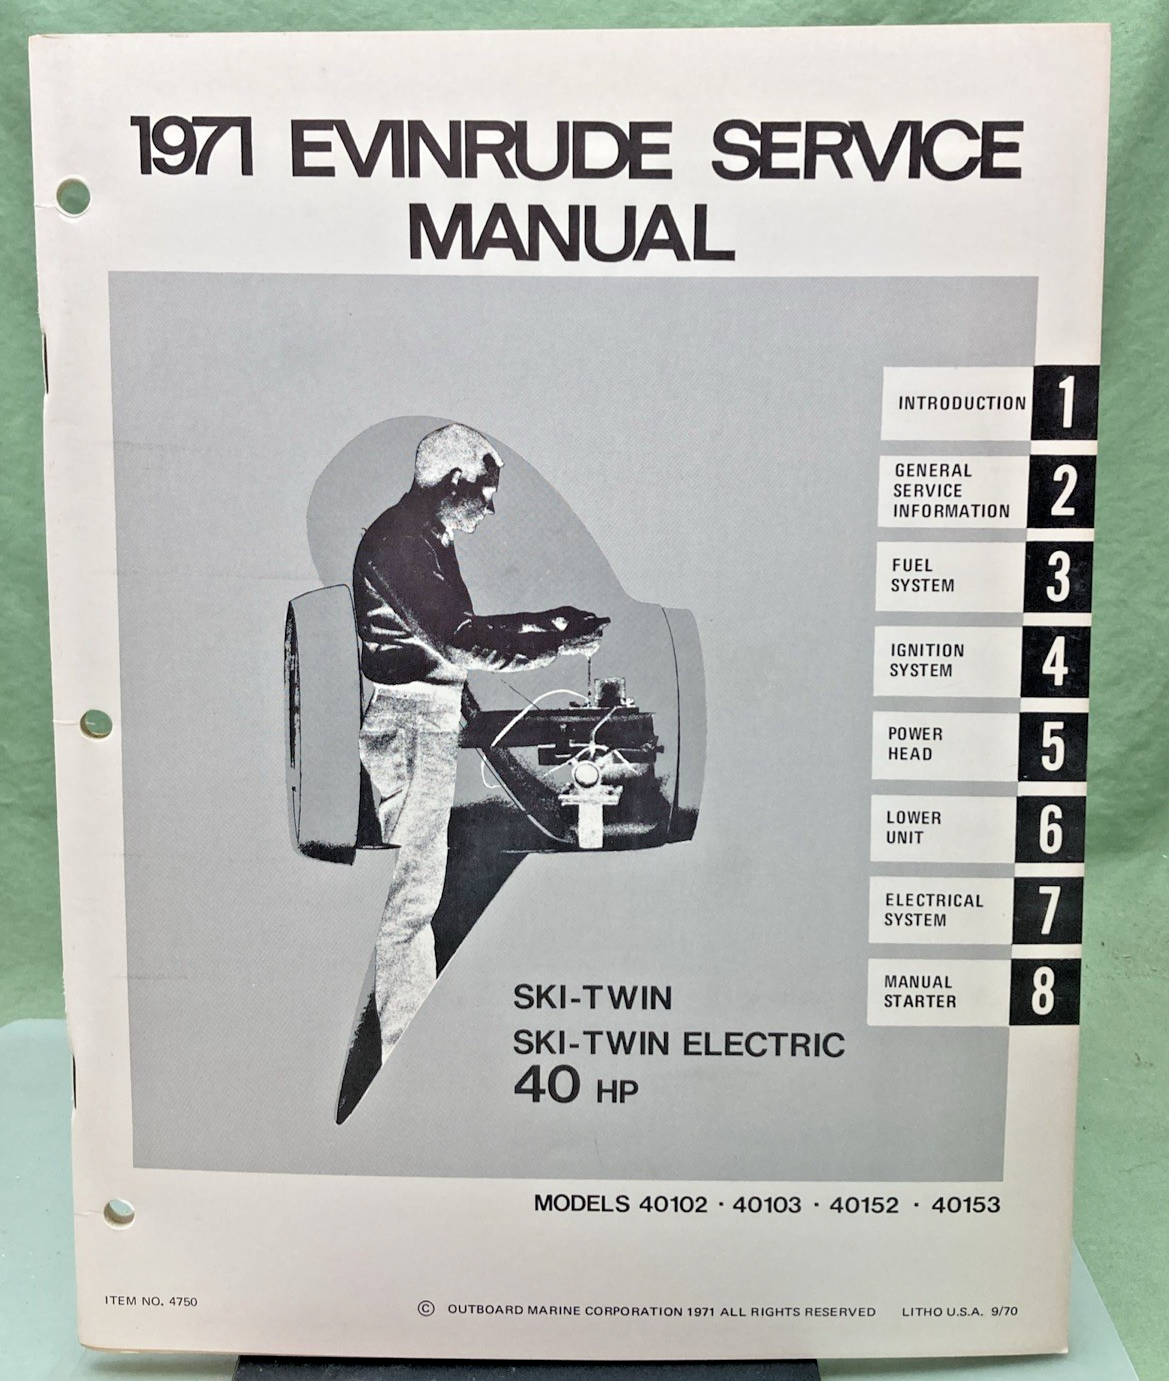 1971 EVINRUDE SERVICE
MANUAL
INTRODUCTION 1
GENERAL
SERVICE
INFORMATION 2
FUEL
SYSTEM 3
IGNITION
SYSTEM 4
POWER
HEAD 5
LOWER
UNIT 6
ELECTRICAL
SYSTEM 7
MANUAL
STARTER 8
SKI-TWIN
SKI-TWIN ELECTRIC
40 HP
MODELS 40102 · 40103 · 40152 · 40153
ITEM NO. 4750
© OUTBOARD MARINE CORPORATION 1971 ALL RIGHTS RESERVED LITHO U.S.A. 9/70